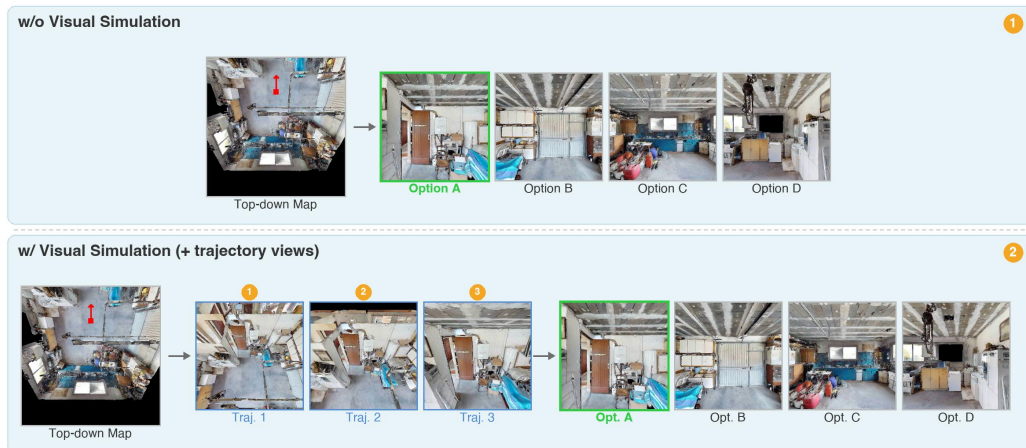 w/o Visual Simulation
1
Top-down Map
Option A
Option B
Option C
Option D
w/ Visual Simulation (+ trajectory views)
2
1
2
3
Top-down Map
Traj. 1
Traj. 2
Traj. 3
Opt. A
Opt. B
Opt. C
Opt. D